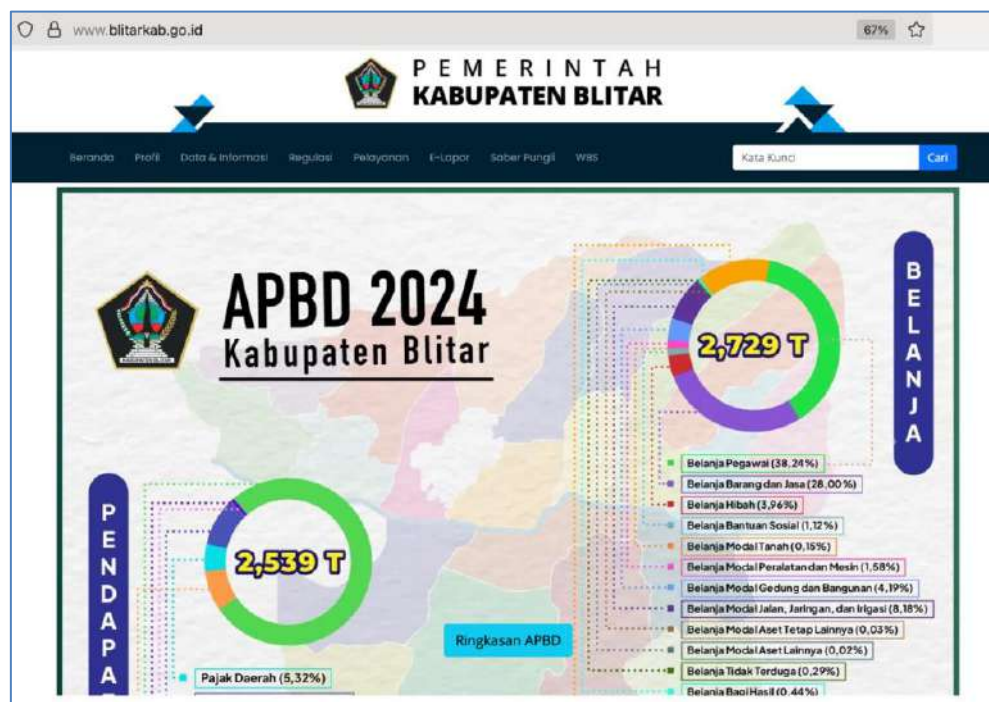 www.blitarkab.go.id
67%
PEMERINTAH
KABUPATEN BLITAR
Beranda Profil Data & Informasi Regulasi Pelayanan E-Lapor Saber Pungli WBS
Kata Kunci
Cari
APBD 2024
Kabupaten Blitar
BELANJA
2,729 T
Belanja Pegawai (38,24%)
Belanja Barang dan Jasa (28,00%)
Belanja Hibah (3,96%)
Belanja Bantuan Sosial (1,12%)
Belanja Modal Tanah (0,15%)
Belanja Modal Peralatan dan Mesin (1,58%)
Belanja Modal Gedung dan Bangunan (4,19%)
Belanja Modal Jalan, Jaringan, dan Irigasi (8,18%)
Belanja Modal Aset Tetap Lainnya (0,03%)
Belanja Modal Aset Lainnya (0,02%)
Belanja Tidak Terduga (0,29%)
Belanja Bagi Hasil (0,44%)
PENDAPA
2,539 T
Ringkasan APBD
Pajak Daerah (5,32%)